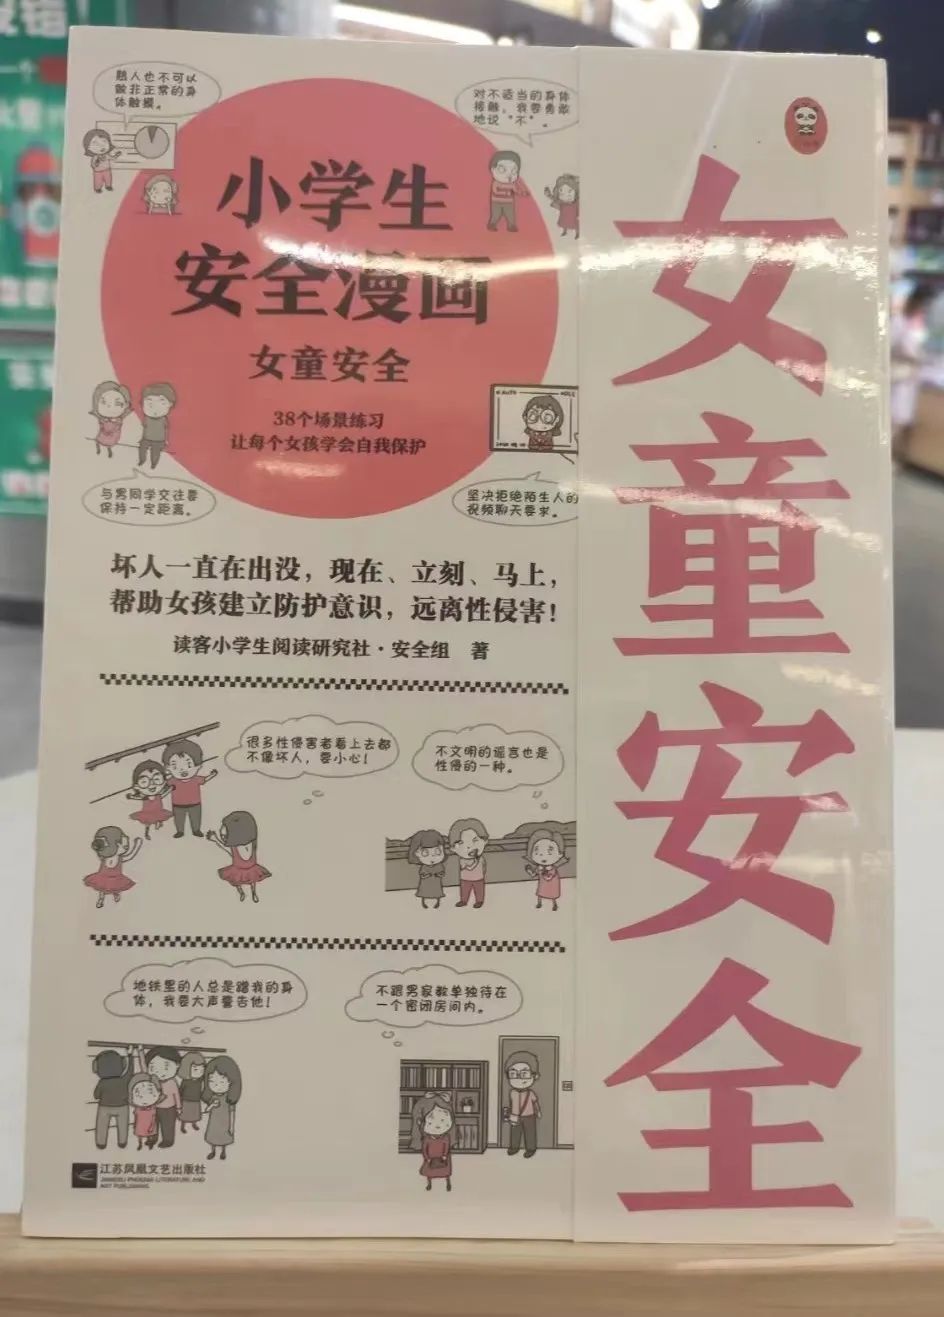 熟人也不可以
做非正常的身
体触摸。
对不适当的身体
接触，我要勇敢
地说“不”。
小学生
安全漫画
女童安全
38个场景练习
让每个女孩学会自我保护
与男同学交往要
保持一定距离。
坚决拒绝陌生人的
视频聊天要求。
坏人一直在出没，现在、立刻、马上，
帮助女孩建立防护意识，远离性侵害！
读客小学生阅读研究社·安全组 著
很多性侵害者看上去都
不像坏人，要小心！
不文明的谣言也是
性侵的一种。
地铁里的人总是蹭我的身
体，我要大声警告他！
不跟男家教单独待在
一个密闭房间内。
江苏凤凰文艺出版社
JIANGSU PHOENIX LITERATURE AND
ART PUBLISHING
女童安全